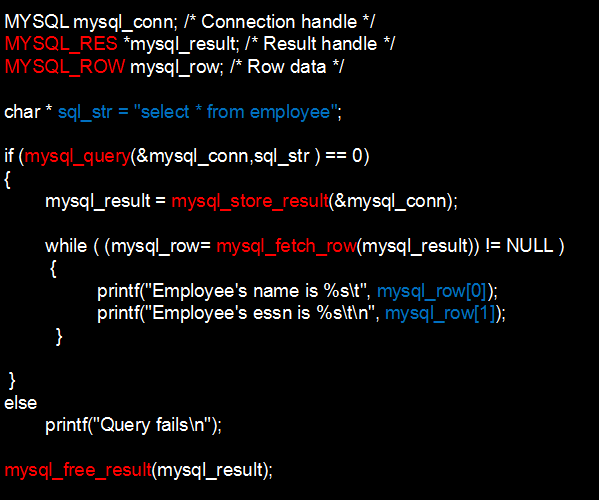 MYSQL mysql_conn; /* Connection handle */
MYSQL_RES *mysql_result; /* Result handle */
MYSQL_ROW mysql_row; /* Row data */
char * sql_str = "select * from employee";
if (mysql_query(&mysql_conn,sql_str ) == 0)
{
mysql_result = mysql_store_result(&mysql_conn);
while ( (mysql_row= mysql_fetch_row(mysql_result)) != NULL )
{
printf("Employee's name is %s\t", mysql_row[0]);
printf("Employee's essn is %s\t\n", mysql_row[1]);
}
}
else
printf("Query fails\n");
mysql_free_result(mysql_result);